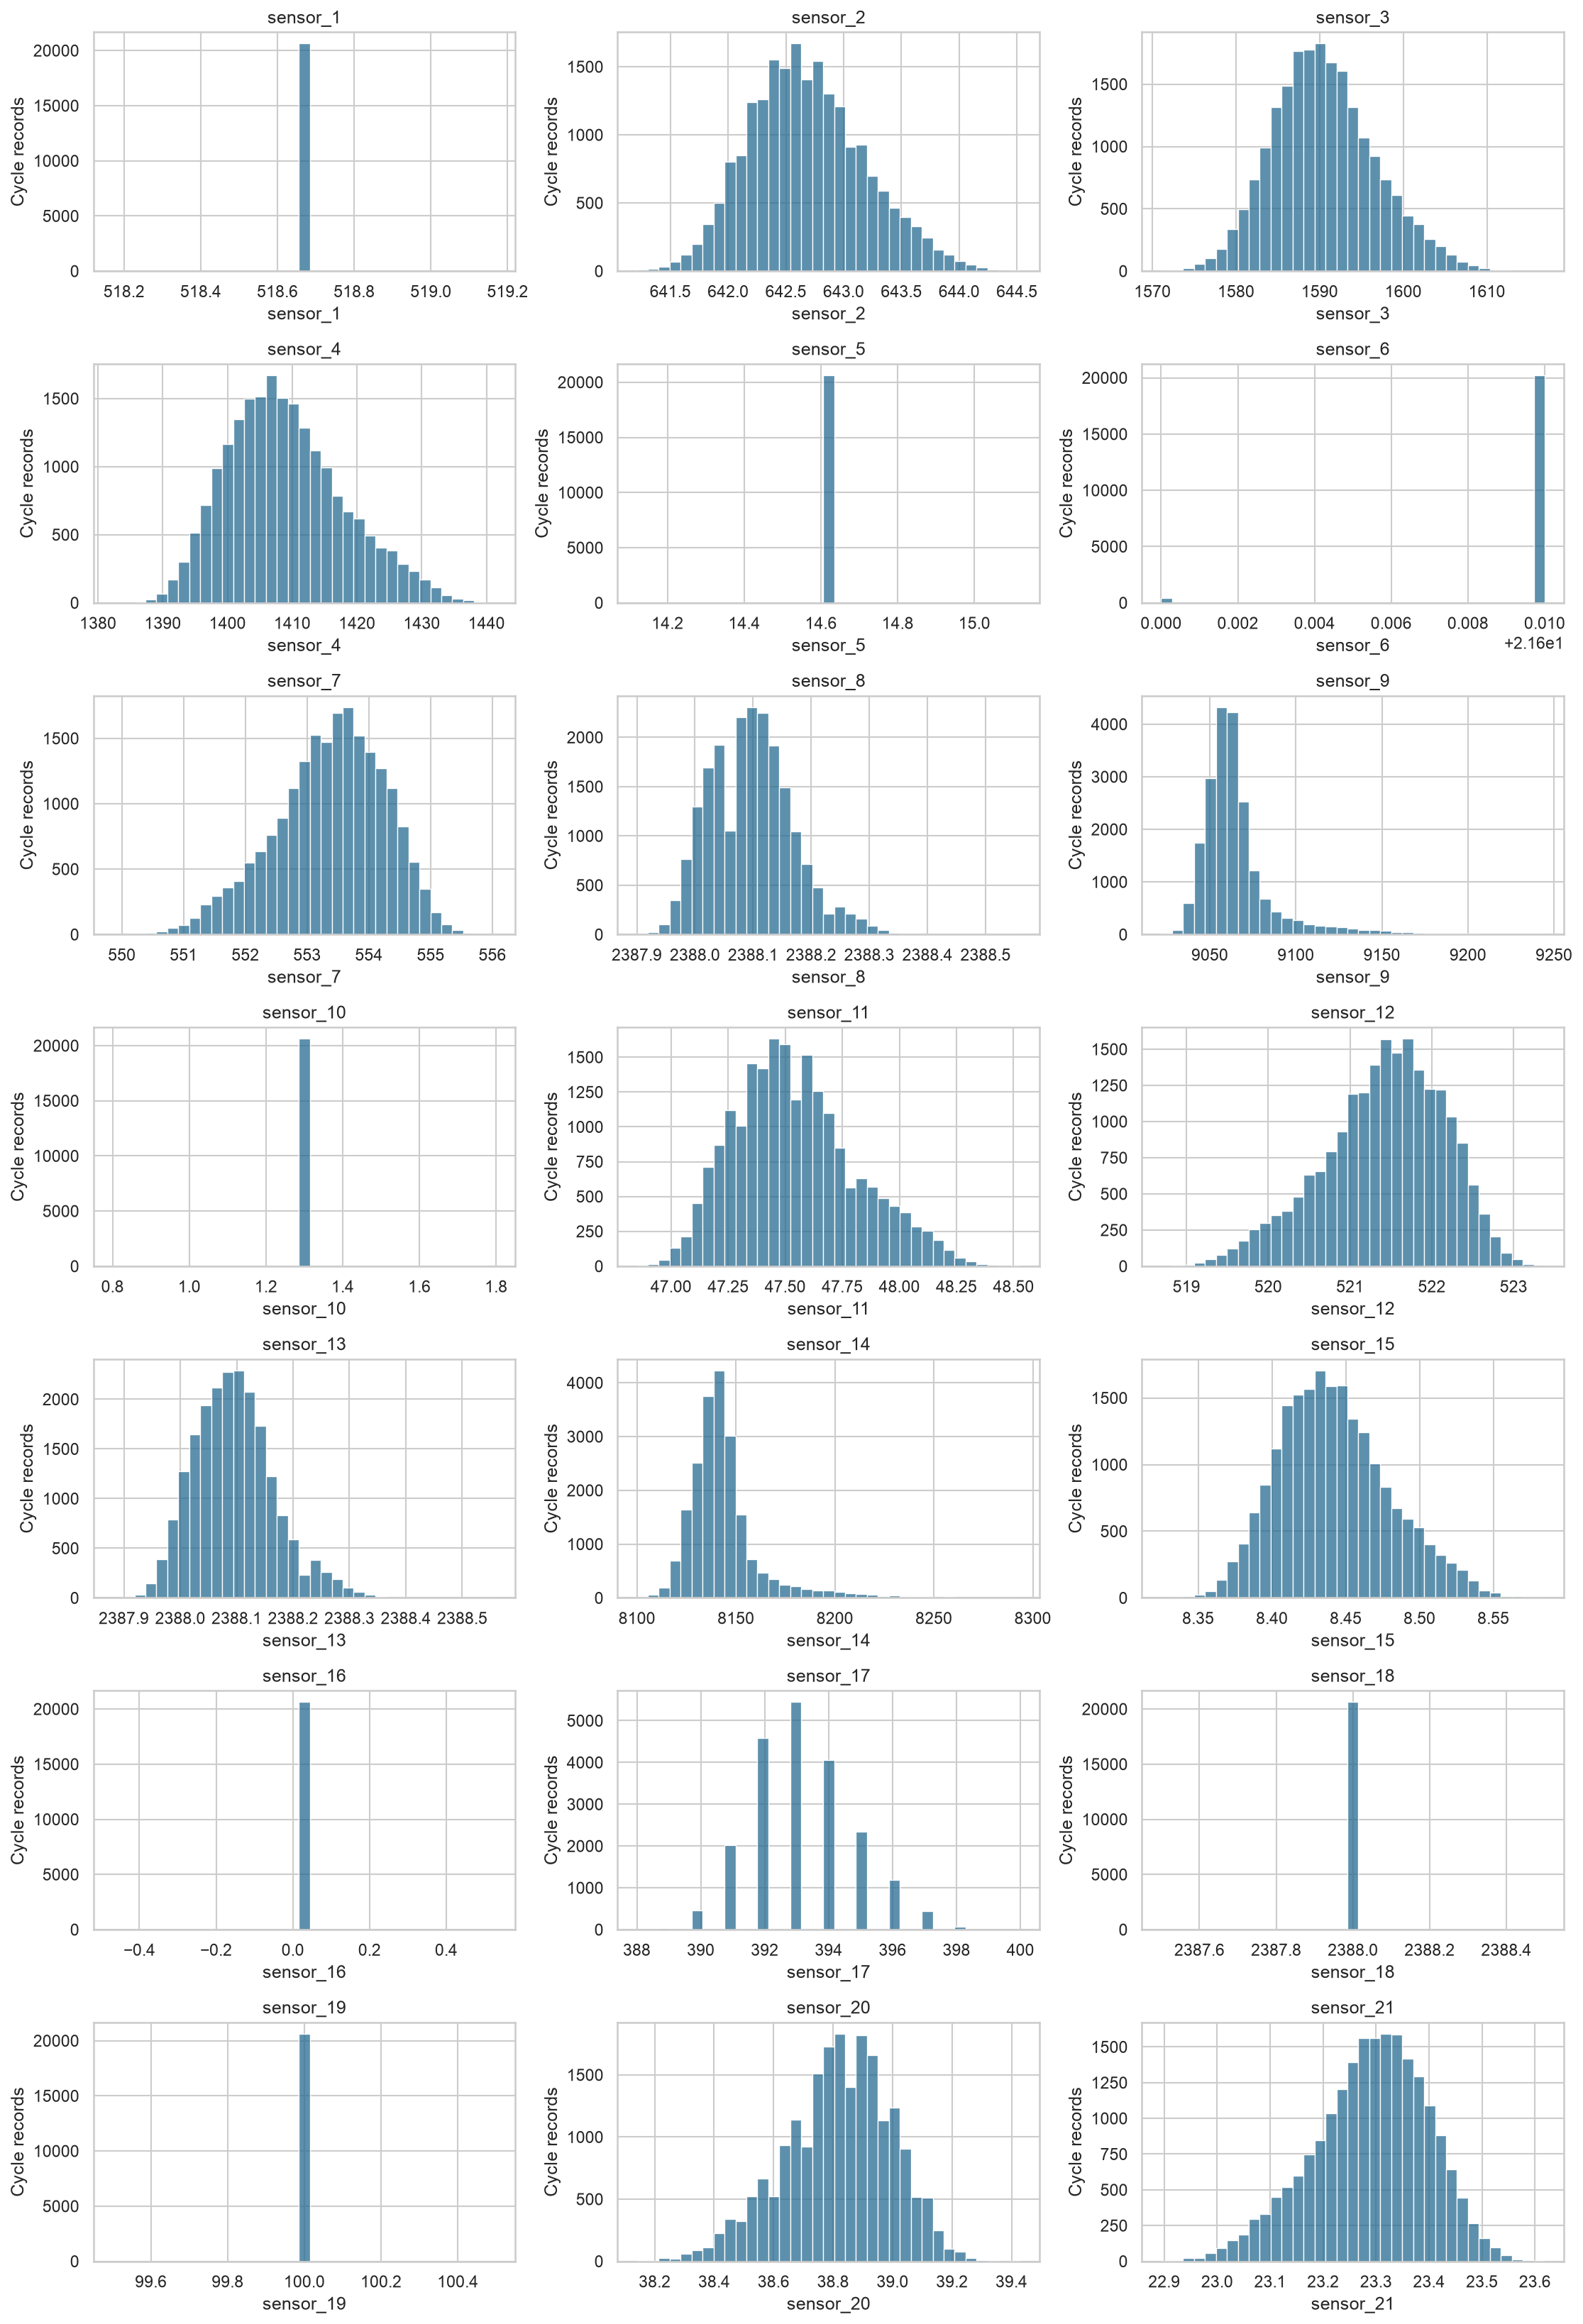 sensor_1 sensor_2 sensor_3
Cycle records Cycle records Cycle records
20000 1500 1500
15000 1000 1000
10000 500 500
5000 0 0
0
518.2 518.4 518.6 518.8 519.0 519.2 641.5 642.0 642.5 643.0 643.5 644.0 644.5 1570 1580 1590 1600 1610
sensor_1 sensor_2 sensor_3
sensor_4 sensor_5 sensor_6
Cycle records Cycle records Cycle records
1500 20000 20000
1000 15000 15000
500 10000 10000
0 5000 5000
0 0
1380 1390 1400 1410 1420 1430 1440 14.2 14.4 14.6 14.8 15.0 0.000 0.002 0.004 0.006 0.008 0.010
+2.16e1
sensor_4 sensor_5 sensor_6
sensor_7 sensor_8 sensor_9
Cycle records Cycle records Cycle records
1500 2000 4000
1000 1500 3000
500 1000 2000
0 500 1000
0 0
550 551 552 553 554 555 556 2387.9 2388.0 2388.1 2388.2 2388.3 2388.4 2388.5 9050 9100 9150 9200 9250
sensor_7 sensor_8 sensor_9
sensor_10 sensor_11 sensor_12
Cycle records Cycle records Cycle records
20000 1500 1500
15000 1250 1250
10000 1000 1000
5000 750 750
0 500 500
250 250
0 0
0.8 1.0 1.2 1.4 1.6 1.8 47.00 47.25 47.50 47.75 48.00 48.25 48.50 519 520 521 522 523
sensor_10 sensor_11 sensor_12
sensor_13 sensor_14 sensor_15
Cycle records Cycle records Cycle records
2000 4000 1500
1500 3000 1000
1000 2000 500
500 1000 0
0 0
2387.9 2388.0 2388.1 2388.2 2388.3 2388.4 2388.5 8100 8150 8200 8250 8300 8.35 8.40 8.45 8.50 8.55
sensor_13 sensor_14 sensor_15
sensor_16 sensor_17 sensor_18
Cycle records Cycle records Cycle records
20000 5000 20000
15000 4000 15000
10000 3000 10000
5000 2000 5000
0 1000 0
0
−0.4 −0.2 0.0 0.2 0.4 388 390 392 394 396 398 400 2387.6 2387.8 2388.0 2388.2 2388.4
sensor_16 sensor_17 sensor_18
sensor_19 sensor_20 sensor_21
Cycle records Cycle records Cycle records
20000 1500 1500
15000 1000 1250
10000 500 1000
5000 0 750
0 500
250
0
99.6 99.8 100.0 100.2 100.4 38.2 38.4 38.6 38.8 39.0 39.2 39.4 22.9 23.0 23.1 23.2 23.3 23.4 23.5 23.6
sensor_19 sensor_20 sensor_21